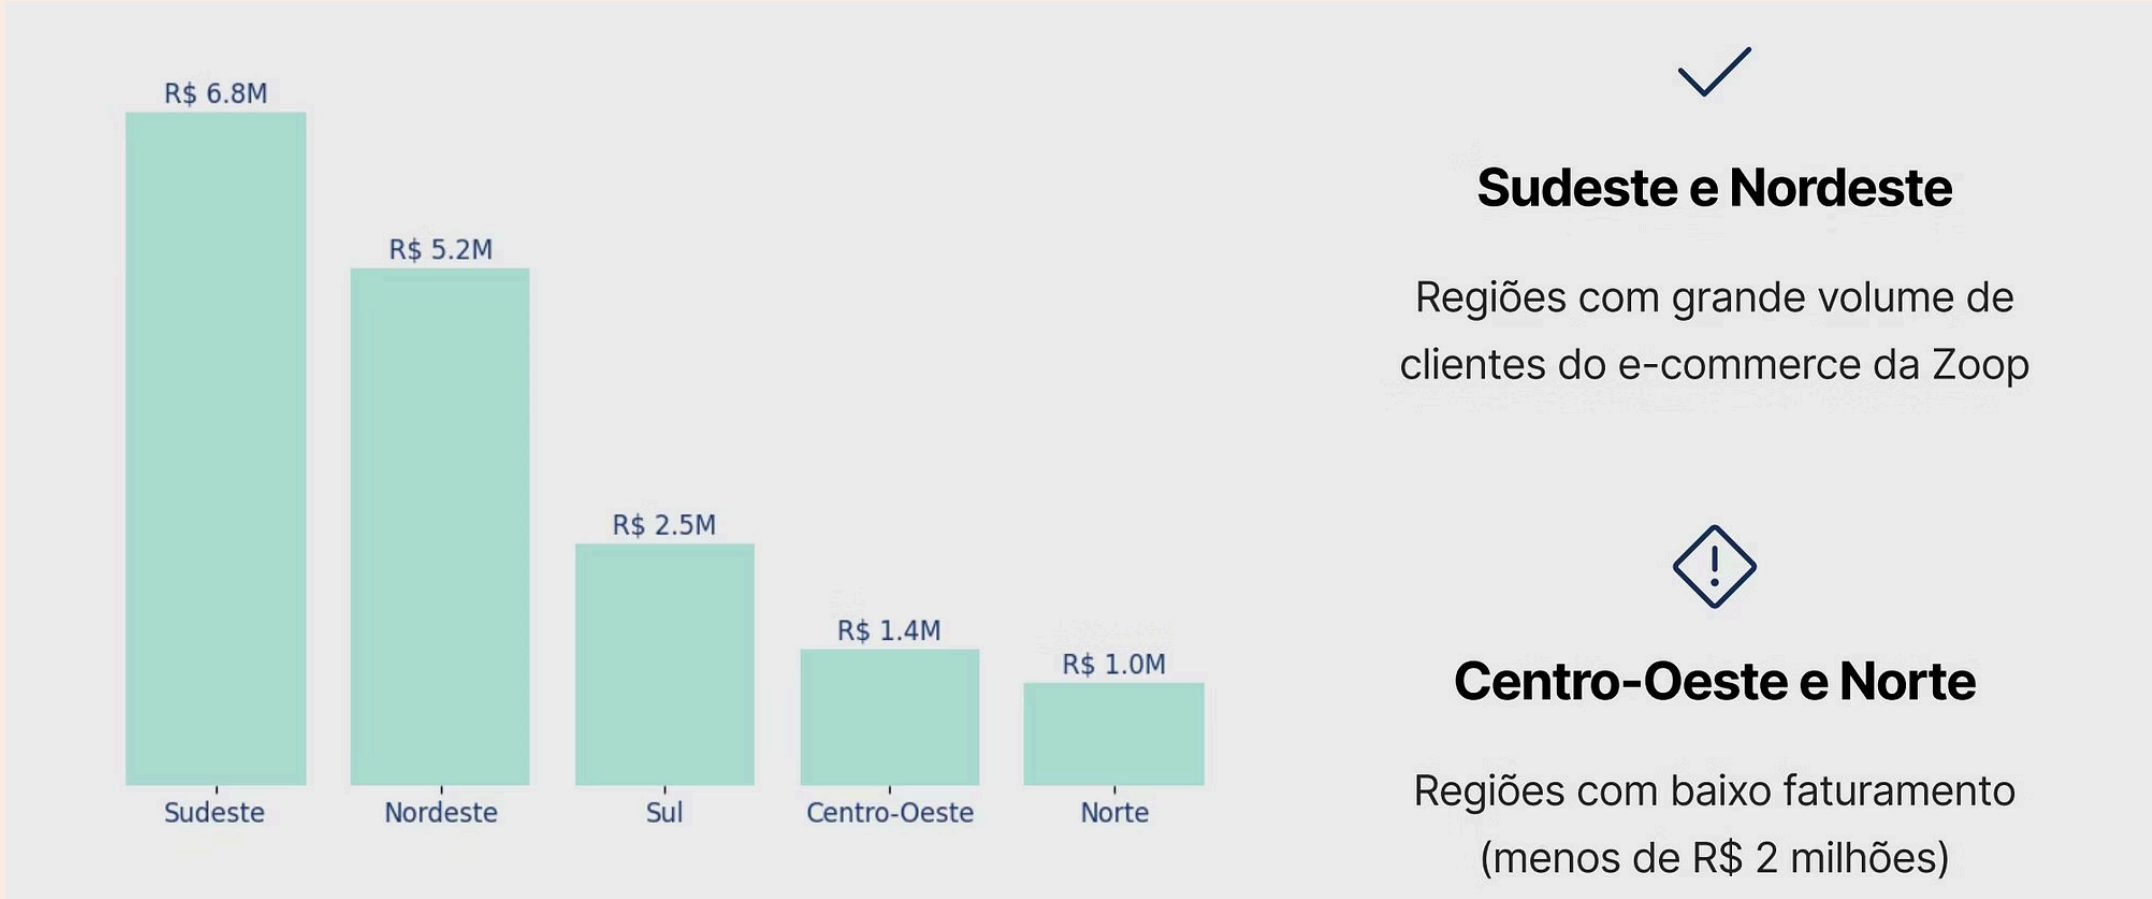 R$ 6.8M
R$ 5.2M
R$ 2.5M
R$ 1.4M
R$ 1.0M
Sudeste
Nordeste
Sul
Centro-Oeste
Norte
Sudeste e Nordeste
Regiões com grande volume de
clientes do e-commerce da Zoop
Centro-Oeste e Norte
Regiões com baixo faturamento
(menos de R$ 2 milhões)